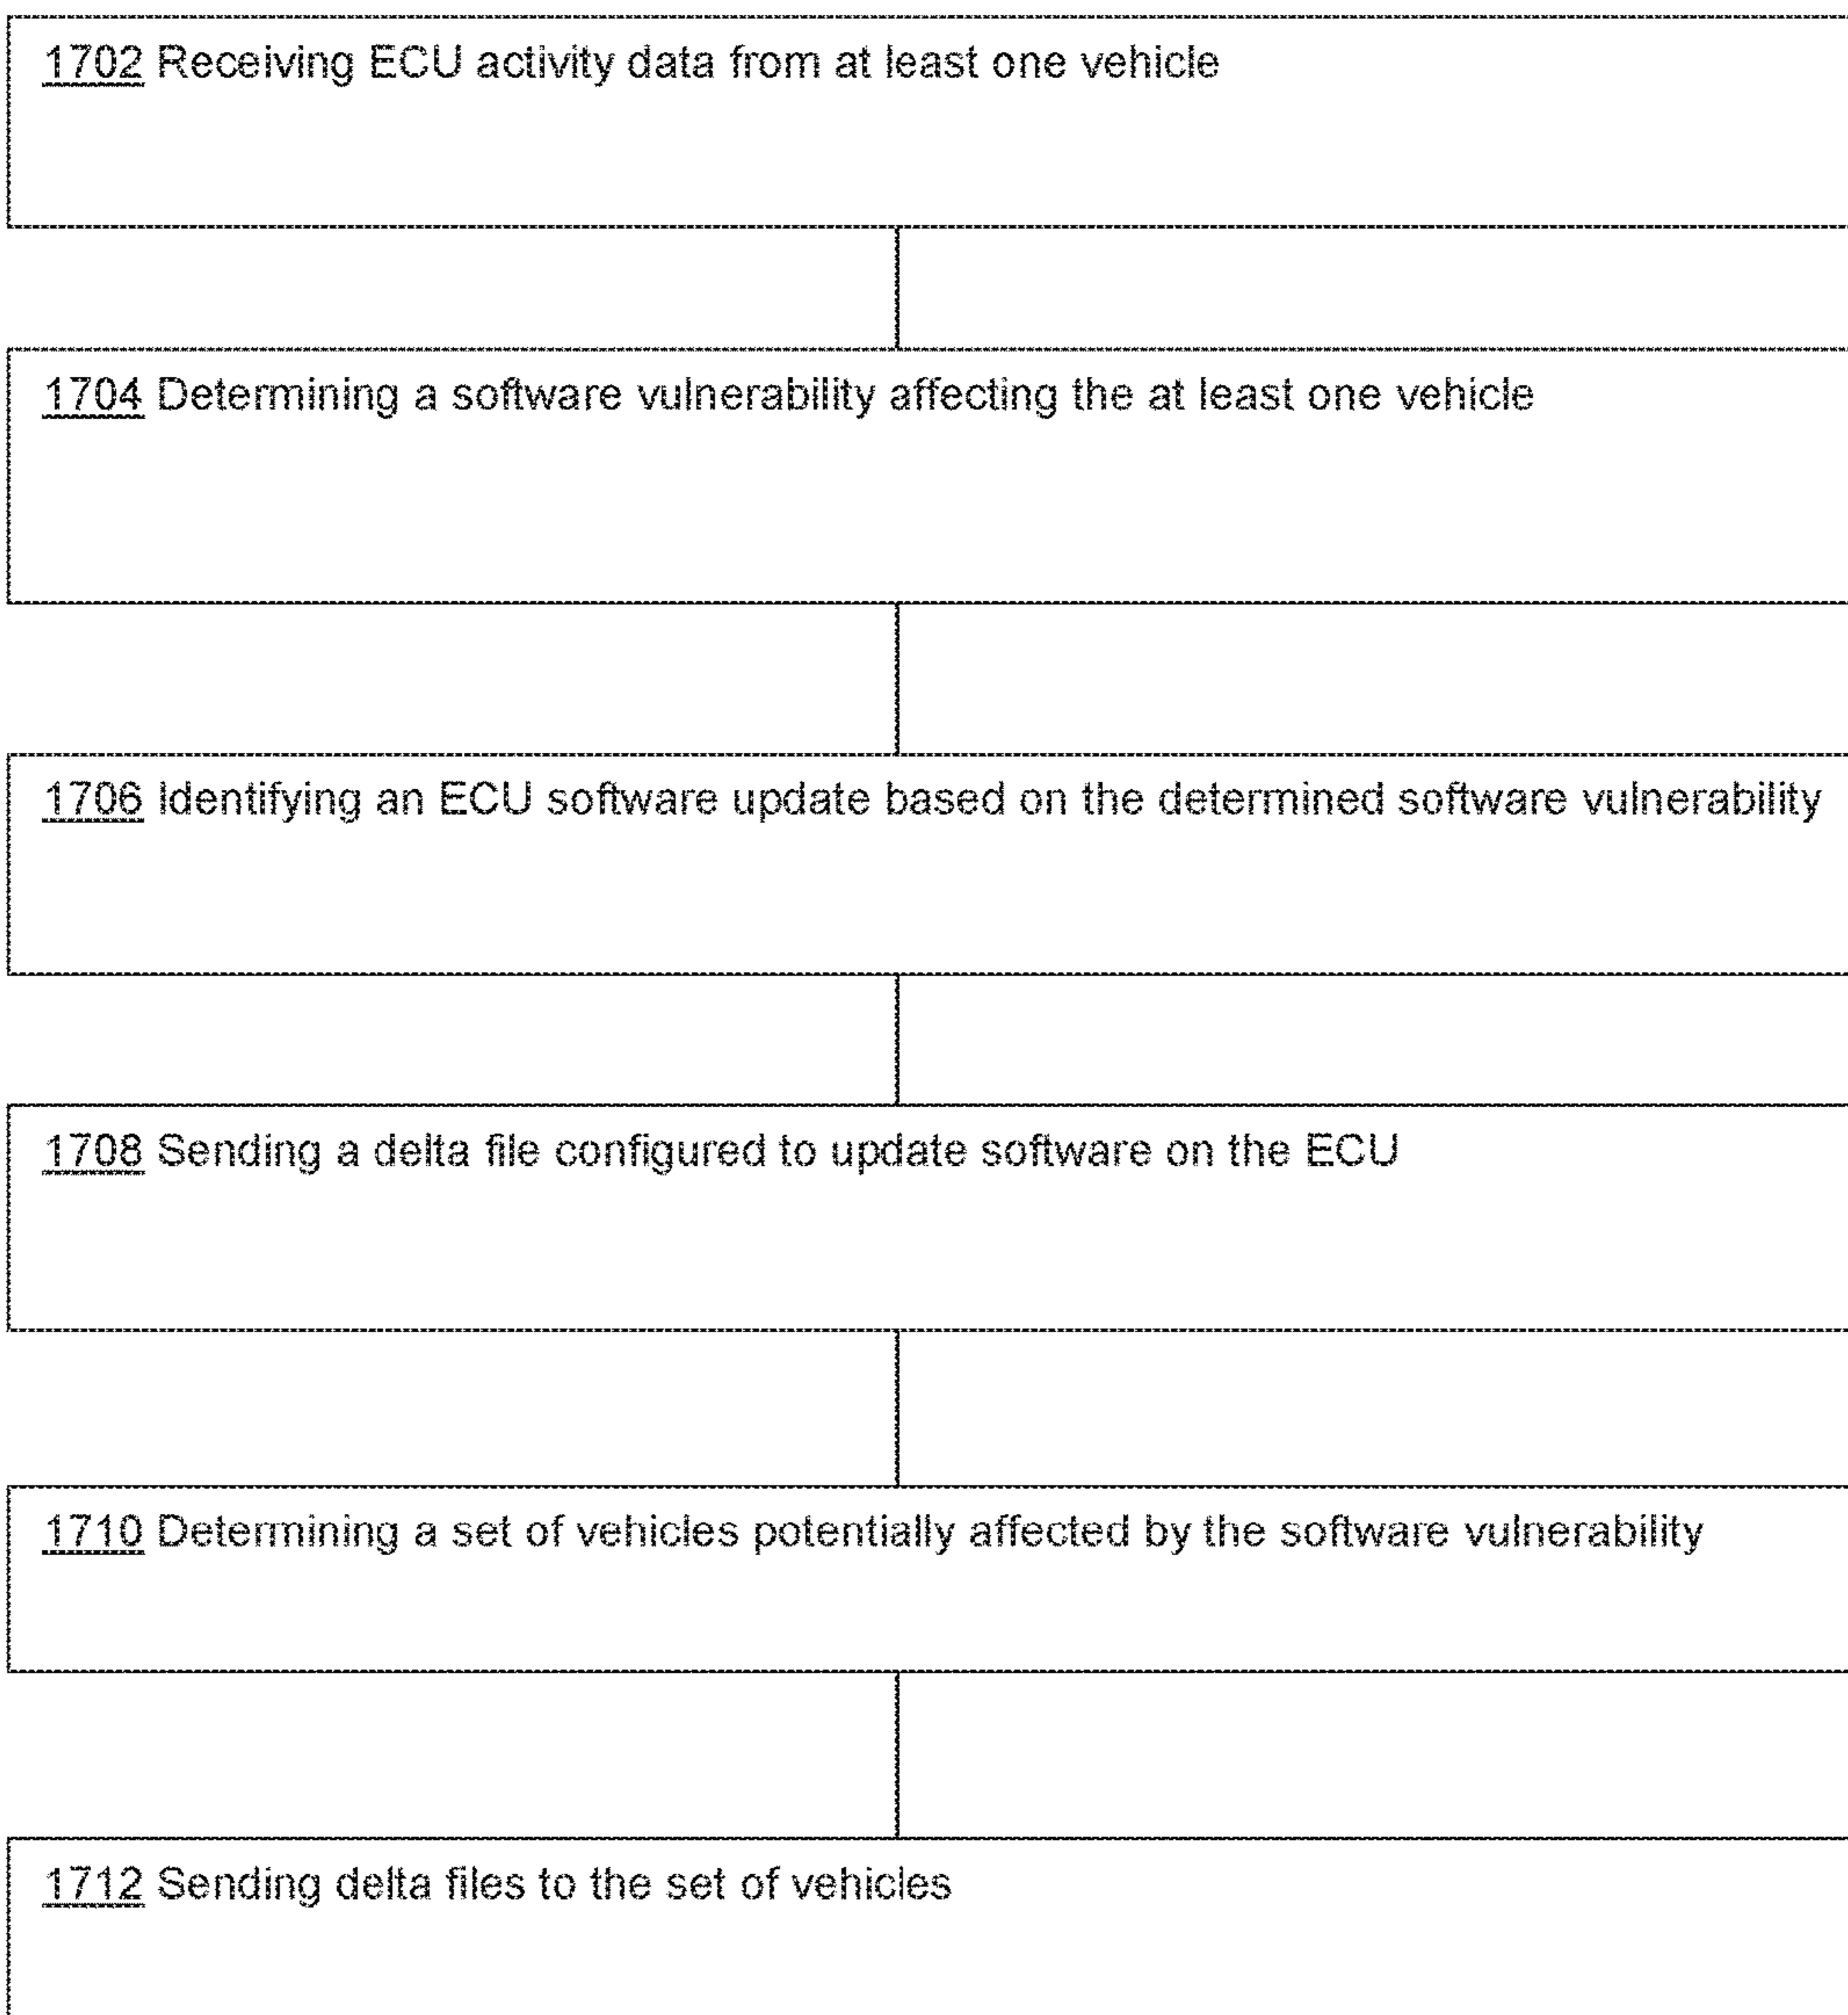 1702 Receiving ECU activity data from at least one vehicle
1704 Determining a software vulnerability affecting the at least one vehicle
1706 Identifying an ECU software update based on the determined software vulnerability
1708 Sending a delta file configured to update software on the ECU
1710 Determining a set of vehicles potentially affected by the software vulnerability
1712 Sending delta files to the set of vehicles